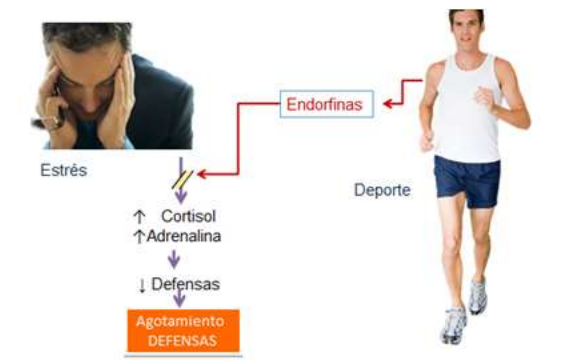 Endorfinas
Estrés
Deporte
↑ Cortisol
↑Adrenalina
↓ Defensas
Agotamiento
DEFENSAS